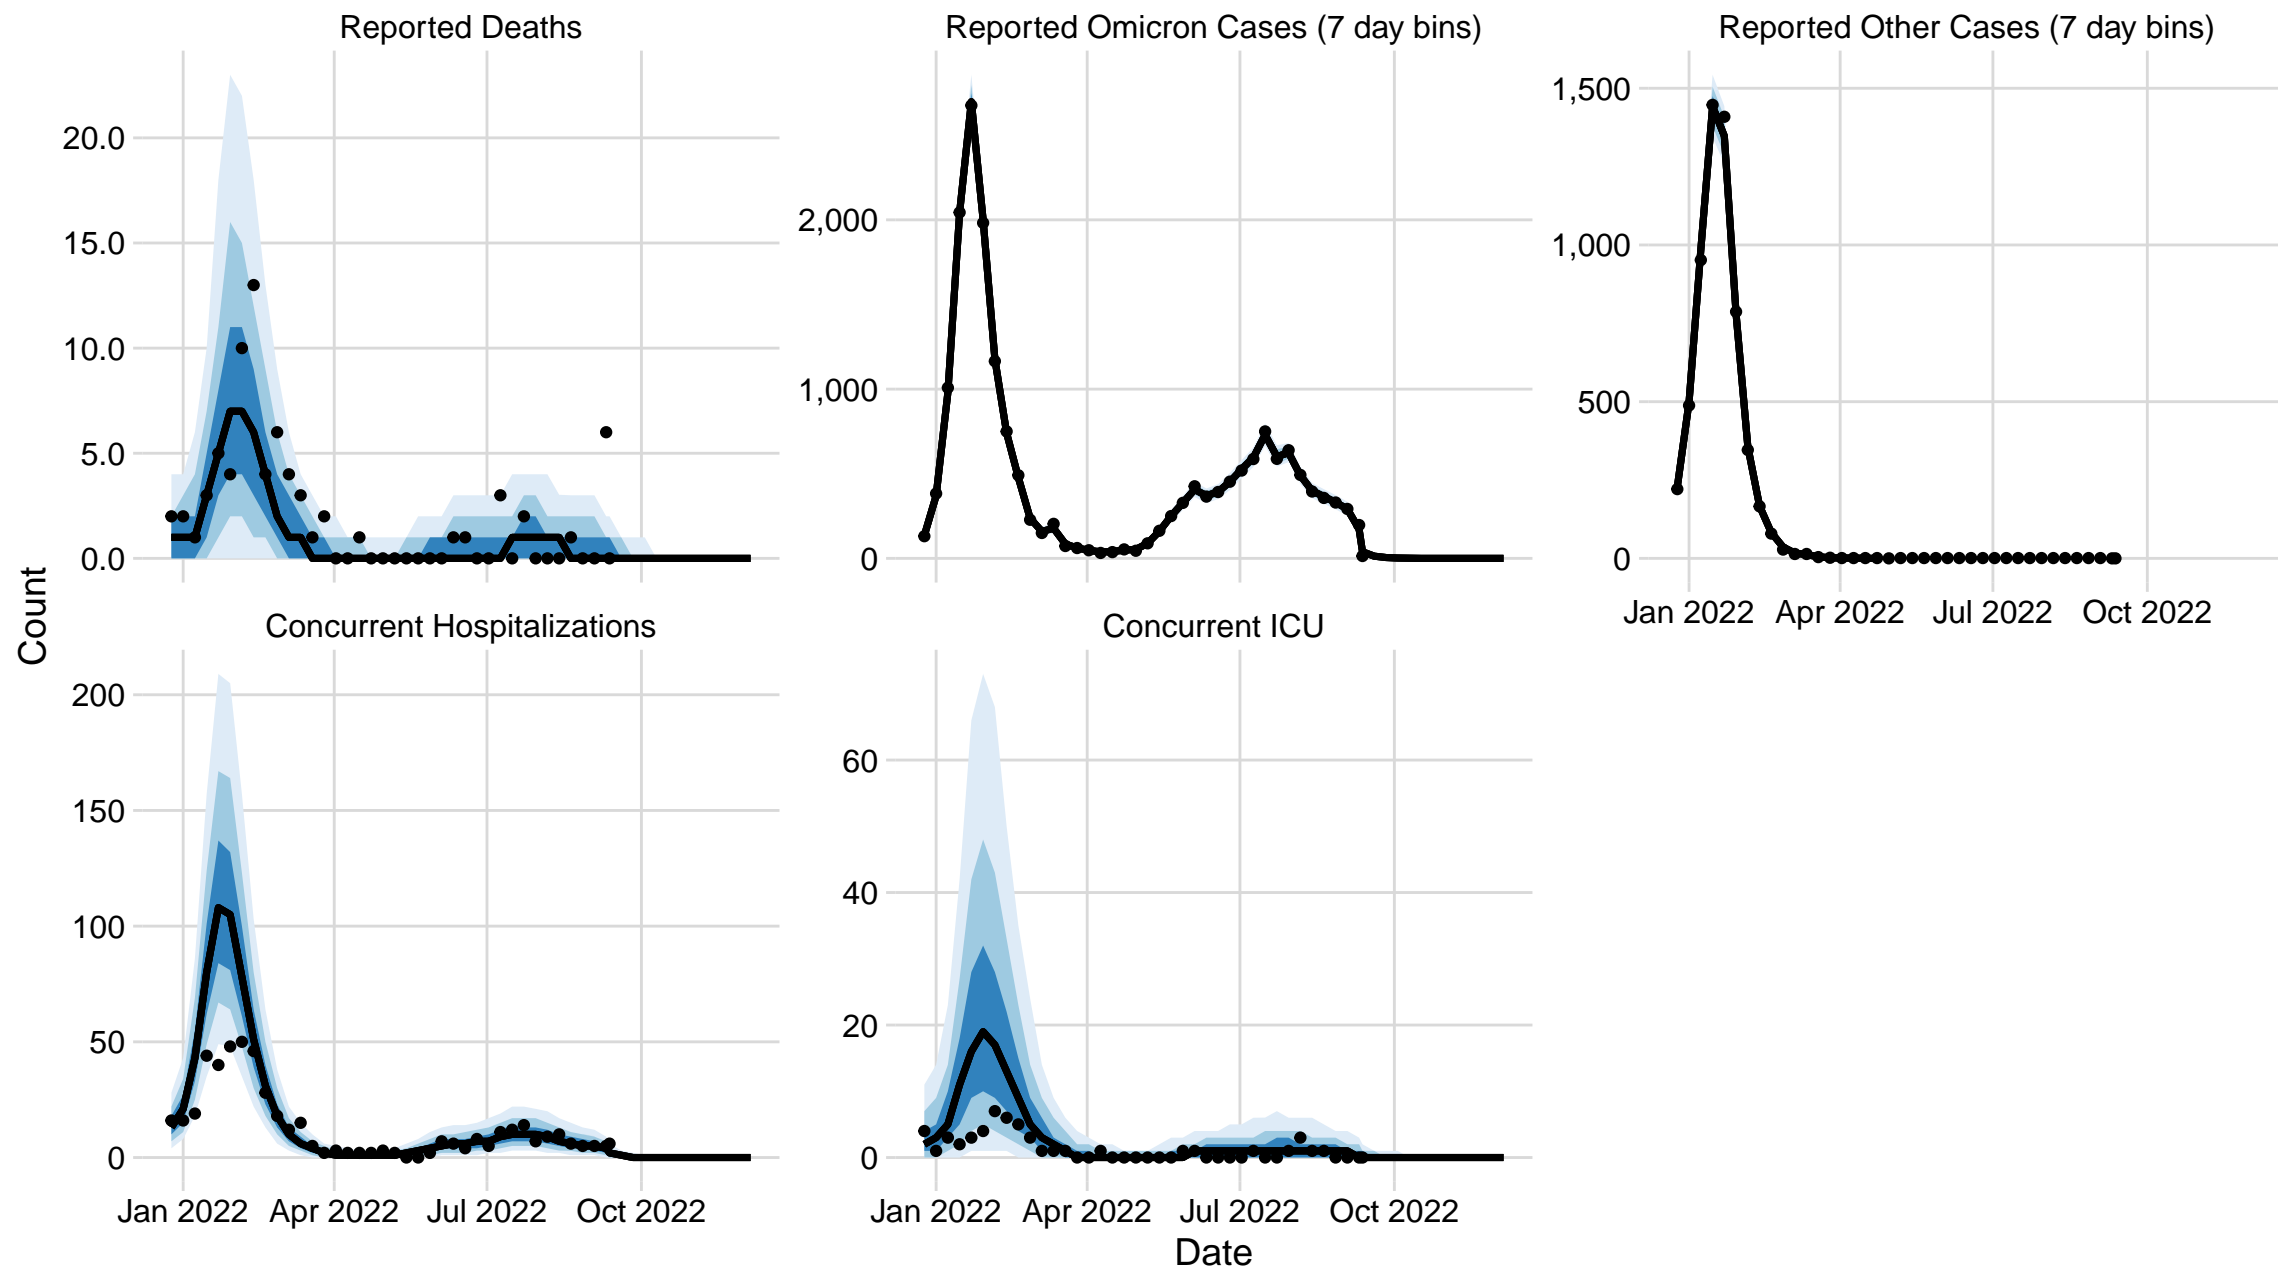 Reported Deaths
Reported Omicron Cases (7 day bins)
Reported Other Cases (7 day bins)
20.0
15.0
10.0
5.0
0.0
2,000
1,000
0
1,500
1,000
500
0
Jan 2022 Apr 2022 Jul 2022 Oct 2022
Count
Concurrent Hospitalizations
Concurrent ICU
200
150
100
50
0
60
40
20
0
Jan 2022 Apr 2022 Jul 2022 Oct 2022
Jan 2022 Apr 2022 Jul 2022 Oct 2022
Date